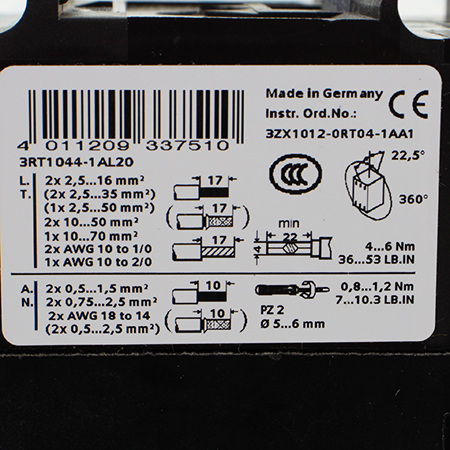 Made in Germany
CE
Instr. Ord.No.:
3ZX1012-0RT04-1AA1
4 011209 337510
3RT1044-1AL20
CCC
22,5°
360°
L. 2x 2,5...16 mm² 17
T. (2x 2,5...35 mm²)
(1x 2,5...50 mm²) 17
2x 10...50 mm²
1x 10...70 mm² 17 min 22 4
2x AWG 10 to 1/0 4...6 Nm
1x AWG 10 to 2/0 36...53 LB.IN
A. 2x 0,5...1,5 mm² 10 0,8...1,2 Nm
N. 2x 0,75...2,5 mm² 7...10.3 LB.IN
2x AWG 18 to 14 10 PZ 2
(2x 0,5...2,5 mm²) Ø 5...6 mm